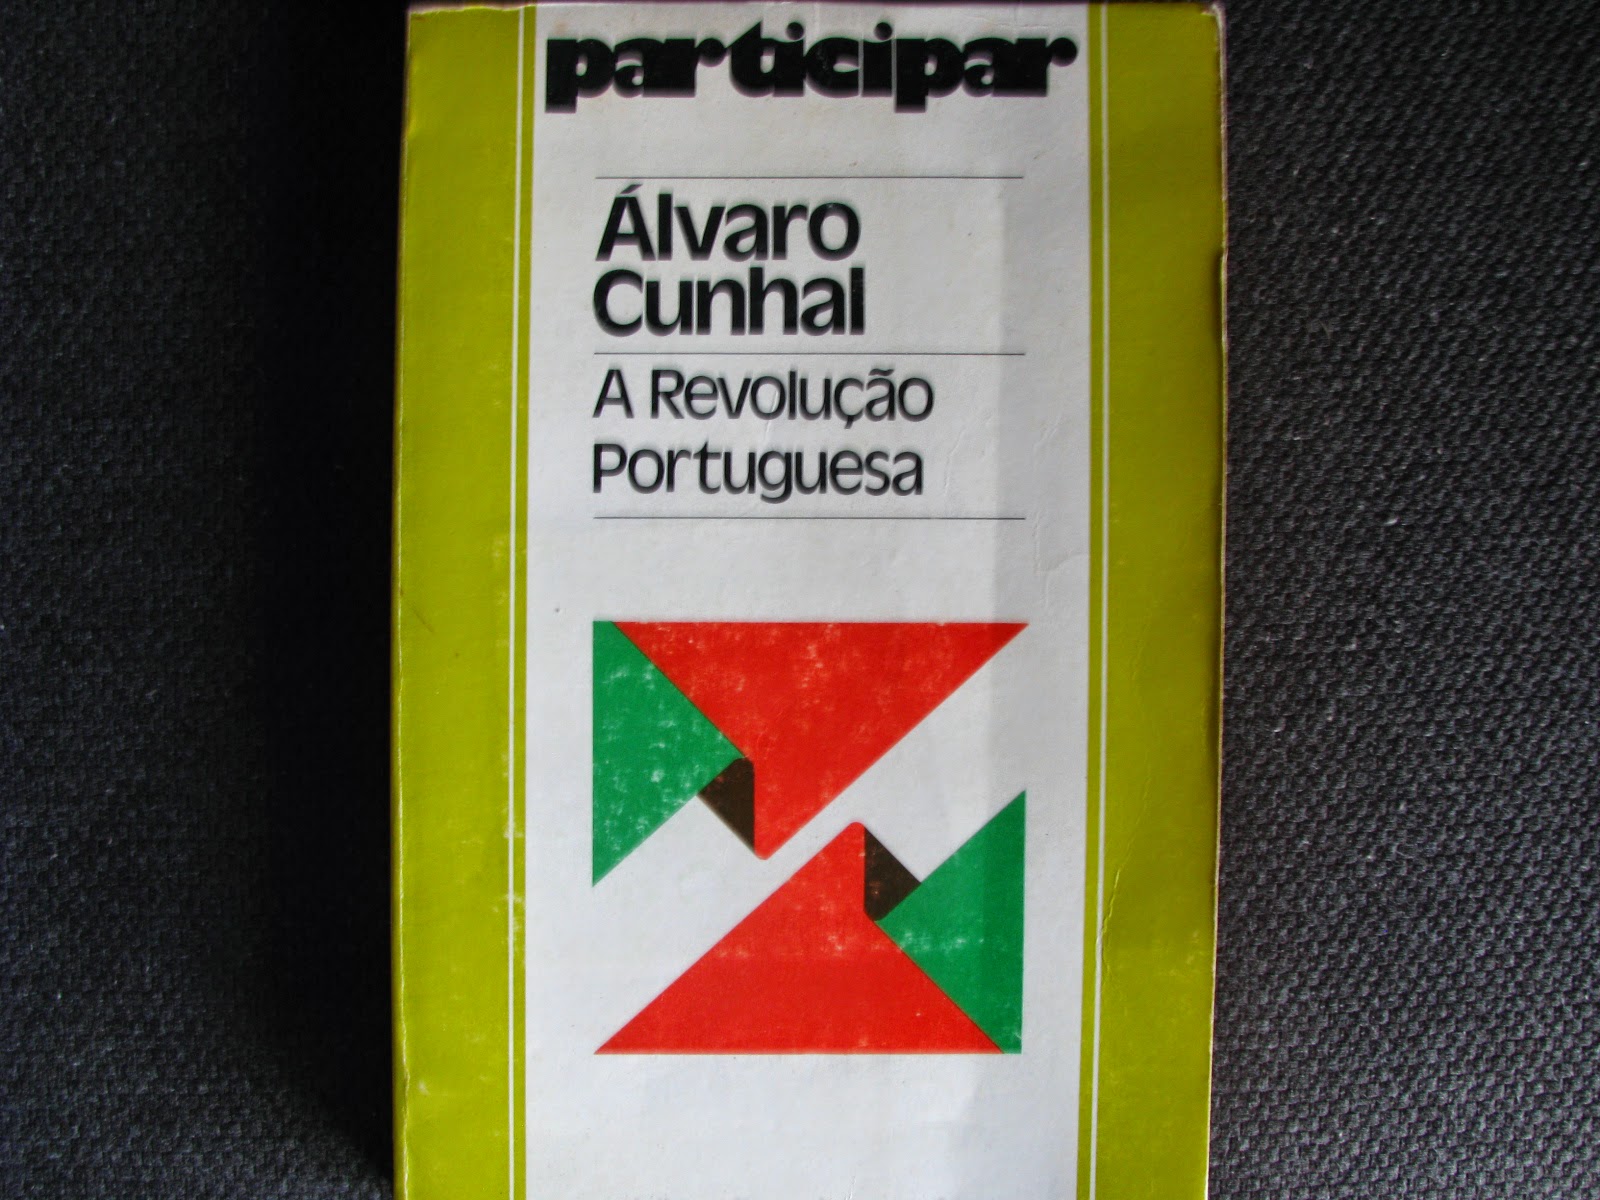 participar
Álvaro
Cunhal
A Revolução
Portuguesa